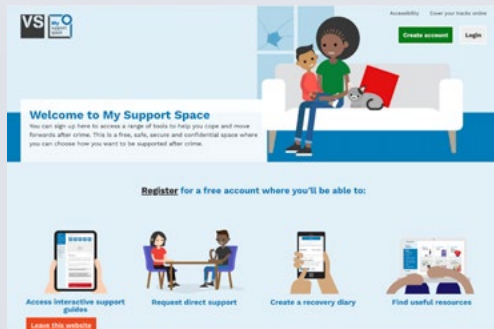 VS
My
support
space
Accessibility Cover your tracks online
Create account Login
Welcome to My Support Space
You can sign up here to access a range of tools to help you cope and move
forwards after crime. This is a free, safe, secure and confidential space where
you can choose how you want to be supported after crime.
Register for a free account where you'll be able to:
Access interactive support
guides
Request direct support
Create a recovery diary
Find useful resources
Leave this website